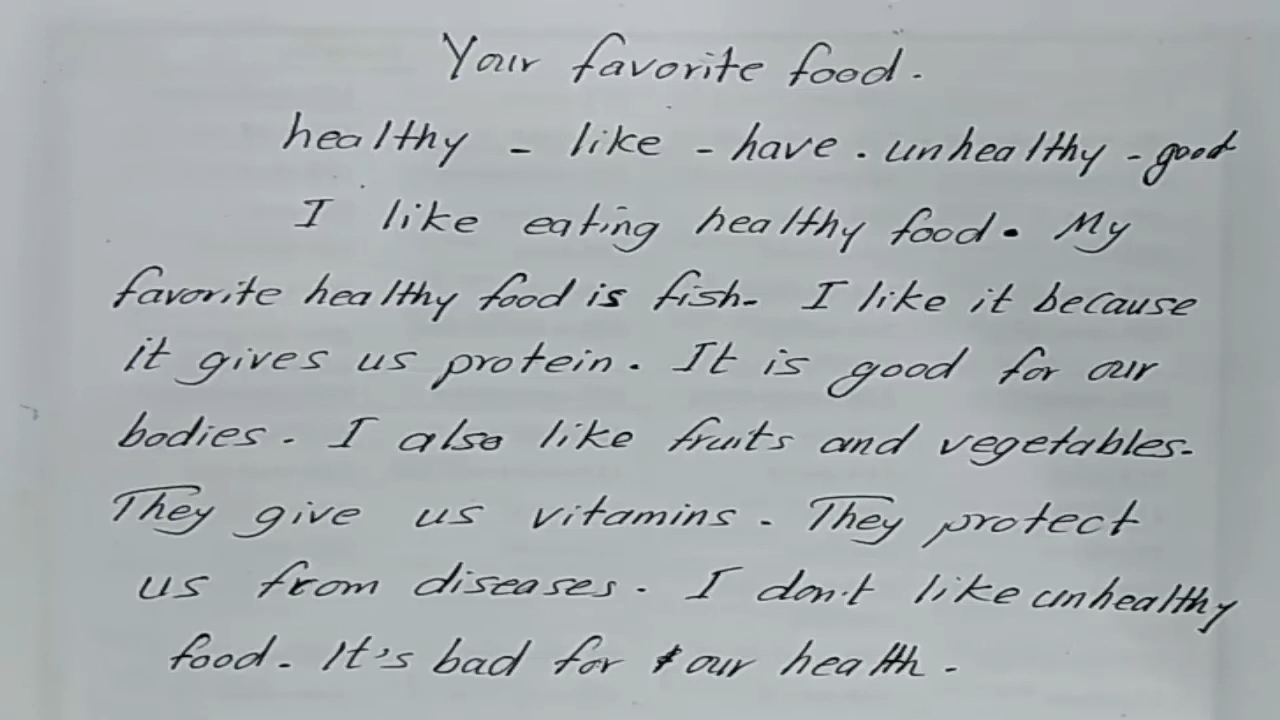 Your favorite food.
healthy - like - have . unhealthy - good
I like eating healthy food. My
favorite healthy food is fish. I like it because
it gives us protein. It is good for our
bodies. I also like fruits and vegetables.
They give us vitamins. They protect
us from diseases. I don't like unhealthy
food. It's bad for our health.